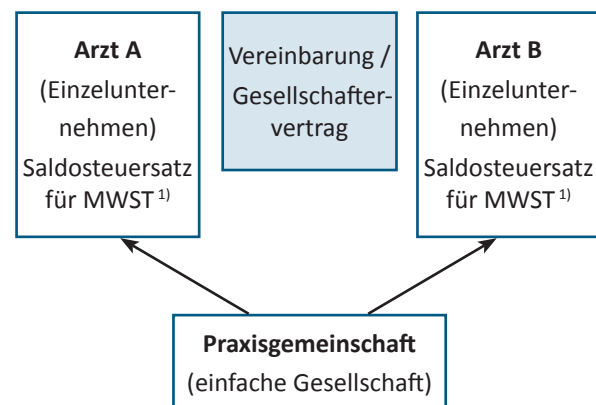 Arzt A
(Einzelunter-
nehmen)
Saldosteuersatz
für MWST 1)
Vereinbarung /
Gesellschafter-
vertrag
Arzt B
(Einzelunter-
nehmen)
Saldosteuersatz
für MWST 1)
Praxisgemeinschaft
(einfache Gesellschaft)